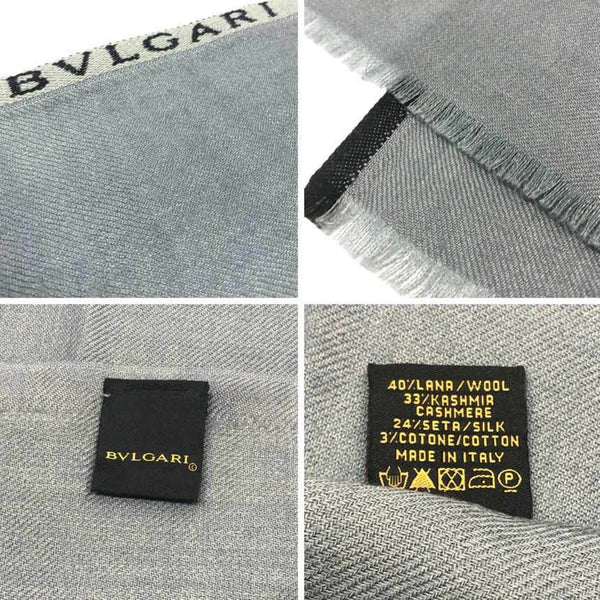 BVLGARI
BVLGARI
40%LANA/WOOL
33%KASHMIR
CASHMERE
24%SETA/SILK
3%COTONE/COTTON
MADE IN ITALY
P